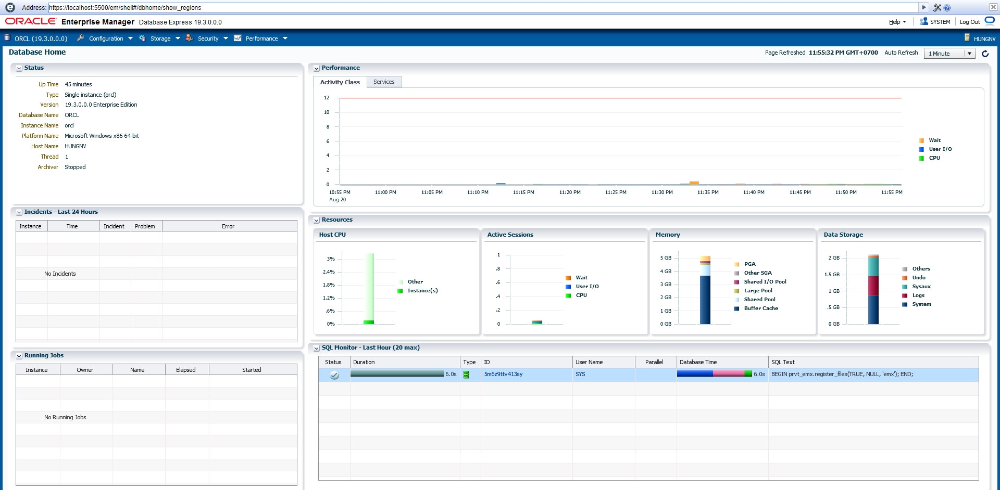 Address: https://localhost:5500/em/shell#/dbhome/show_regions
ORACLE Enterprise Manager Database Express 19.3.0.0.0
Help SYSTEM Log Out
ORCL (19.3.0.0.0) Configuration Storage Security Performance HUNGNV
Database Home
Page Refreshed 11:55:32 PM GMT+0700 Auto Refresh 1 Minute
Status
Up Time 45 minutes
Type Single instance (orcl)
Version 19.3.0.0.0 Enterprise Edition
Database Name ORCL
Instance Name orcl
Platform Name Microsoft Windows x86 64-bit
Host Name HUNGNV
Thread 1
Archiver Stopped
Performance
Activity Class Services
12
10
8
6
4
2
0
10:55 PM 11:00 PM 11:05 PM 11:10 PM 11:15 PM 11:20 PM 11:25 PM 11:30 PM 11:35 PM 11:40 PM 11:45 PM 11:50 PM 11:55 PM
Aug 20
Wait
User I/O
CPU
Incidents - Last 24 Hours
Instance Time Incident Problem Error
No Incidents
Resources
Host CPU
3%
2.4%
1.8%
1.2%
.6%
0%
Other
Instance(s)
Active Sessions
1
.8
.6
.4
.2
0
Wait
User I/O
CPU
Memory
5 GB
4 GB
3 GB
2 GB
1 GB
0 GB
PGA
Other SGA
Shared I/O Pool
Large Pool
Shared Pool
Buffer Cache
Data Storage
2 GB
1.5 GB
1 GB
.5 GB
0 GB
Others
Undo
Sysaux
Logs
System
Running Jobs
Instance Owner Name Elapsed Started
No Running Jobs
SQL Monitor - Last Hour (20 max)
Status Duration Type ID User Name Parallel Database Time SQL Text
6.0s 5m6z9ttv413sy SYS 6.0s BEGIN prvt_emx.register_files(TRUE, NULL, 'emx'); END;